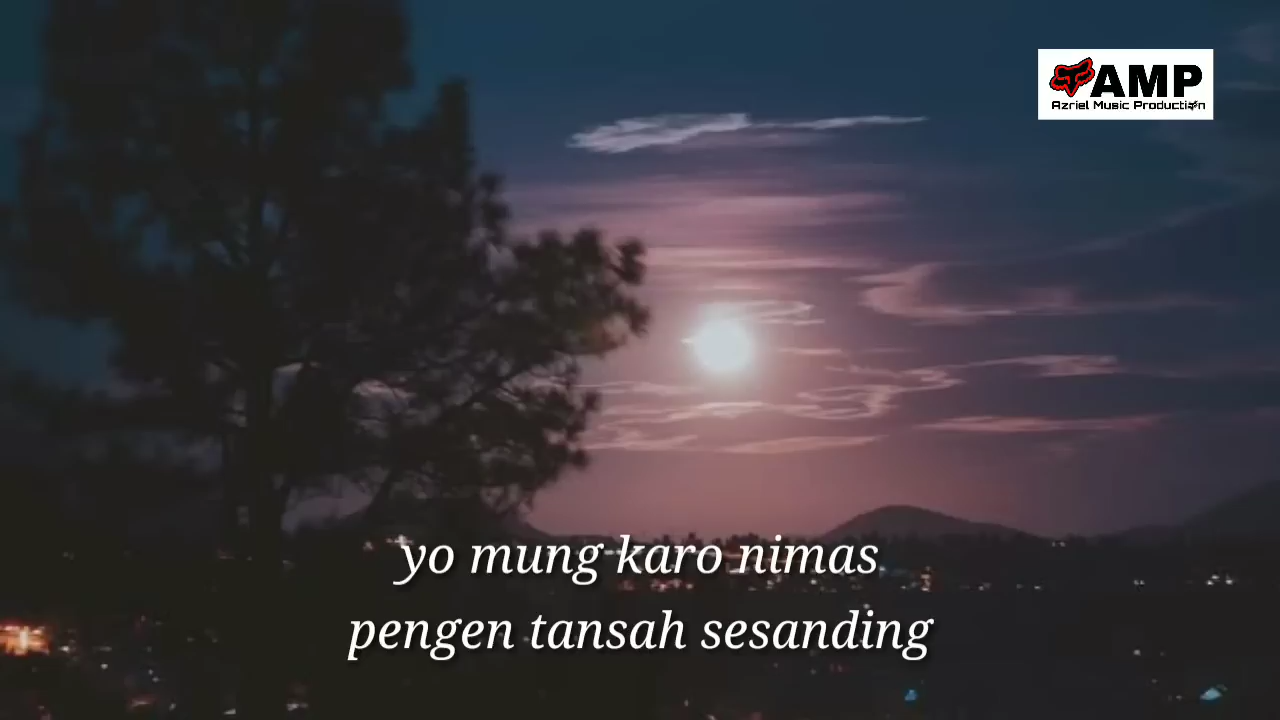 AMP
Azriel Music Production
yo mung karo nimas
pengen tansah sesanding